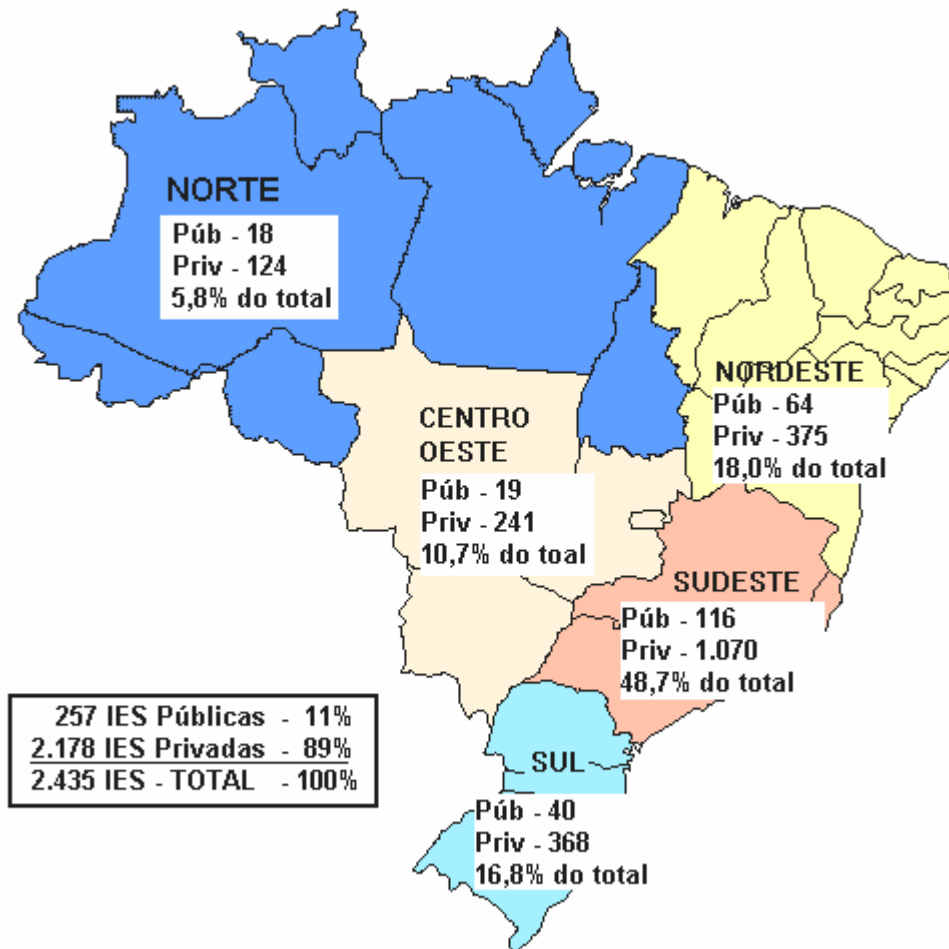 NORTE
Púb - 18
Priv - 124
5,8% do total
NORDESTE
Púb - 64
Priv - 375
18,0% do total
CENTRO
OESTE
Púb - 19
Priv - 241
10,7% do toal
SUDESTE
Púb - 116
Priv - 1.070
48,7% do total
257 IES Públicas - 11%
2.178 IES Privadas - 89%
2.435 IES - TOTAL - 100%
SUL
Púb - 40
Priv - 368
16,8% do total